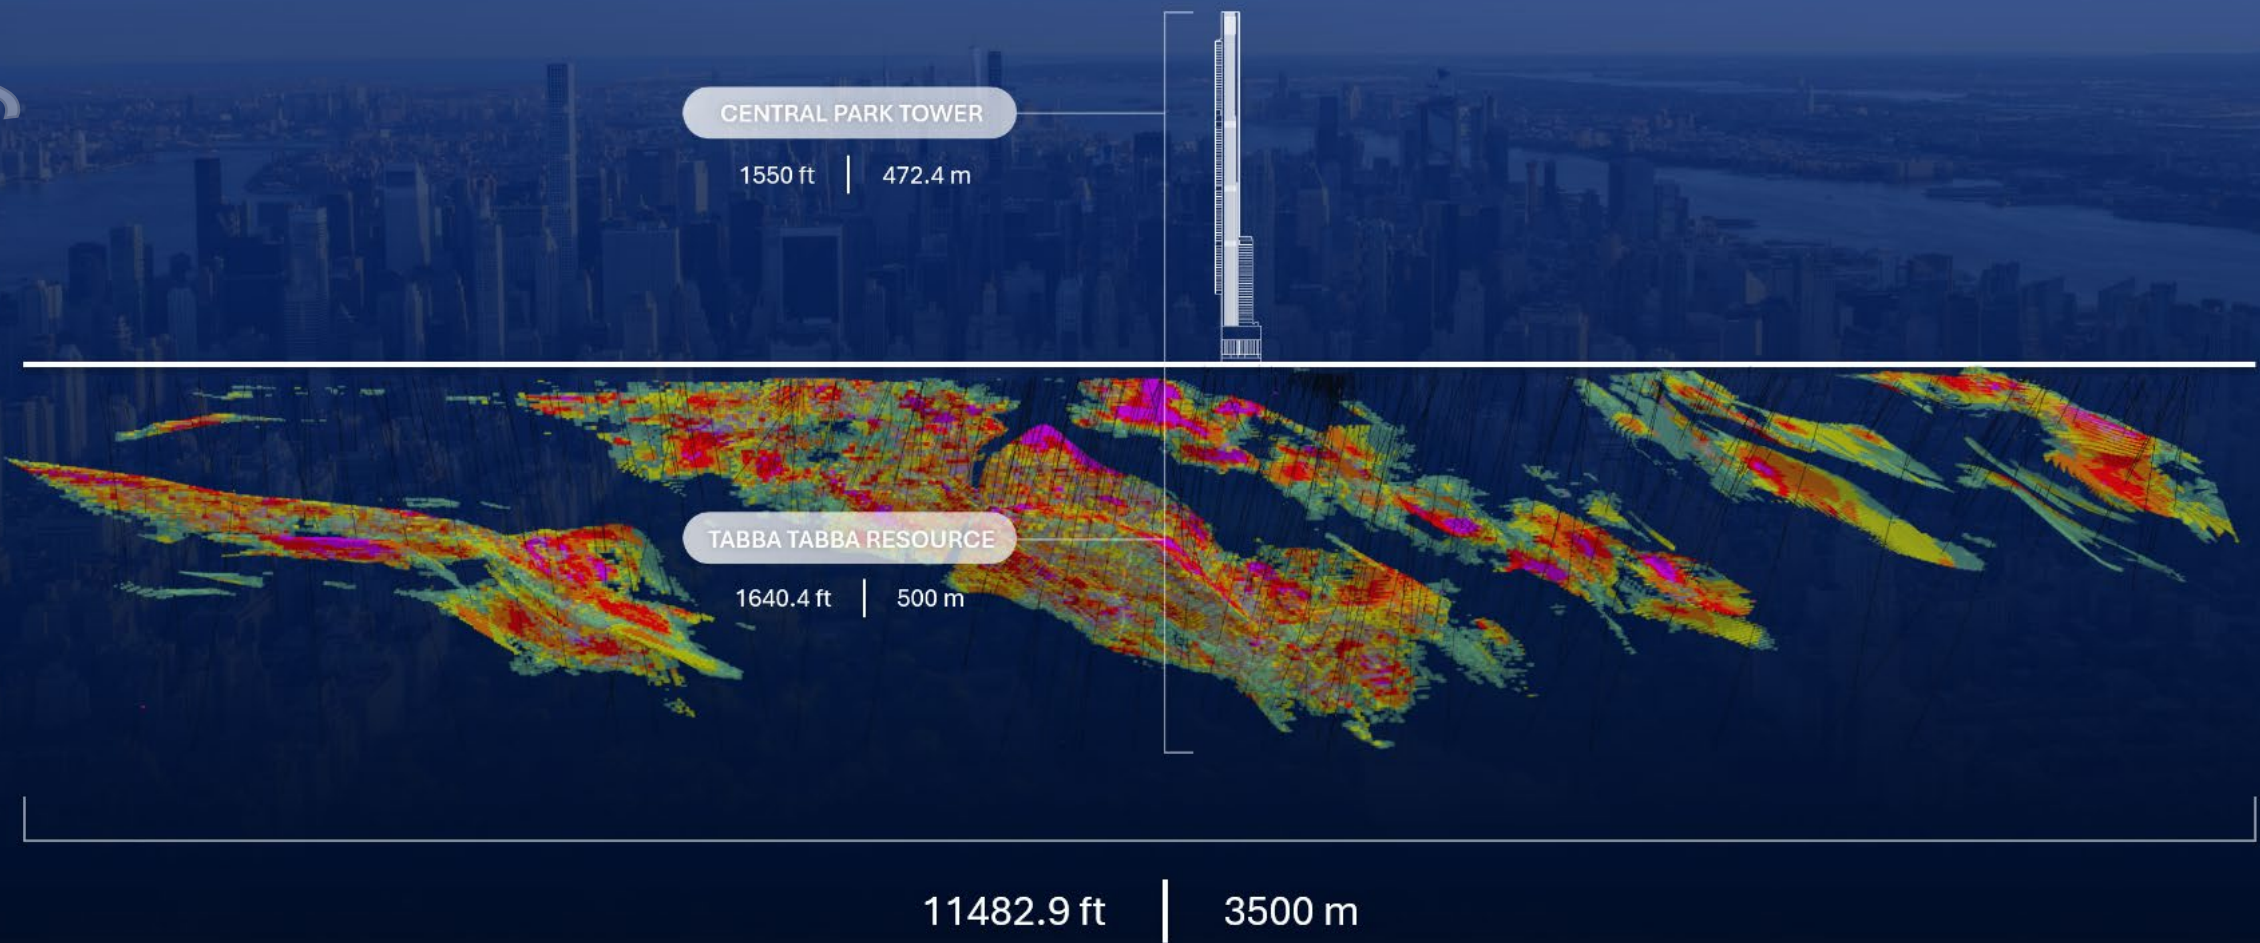 CENTRAL PARK TOWER
1550 ft | 472.4 m
TABBA TABBA RESOURCE
1640.4 ft | 500 m
11482.9 ft | 3500 m